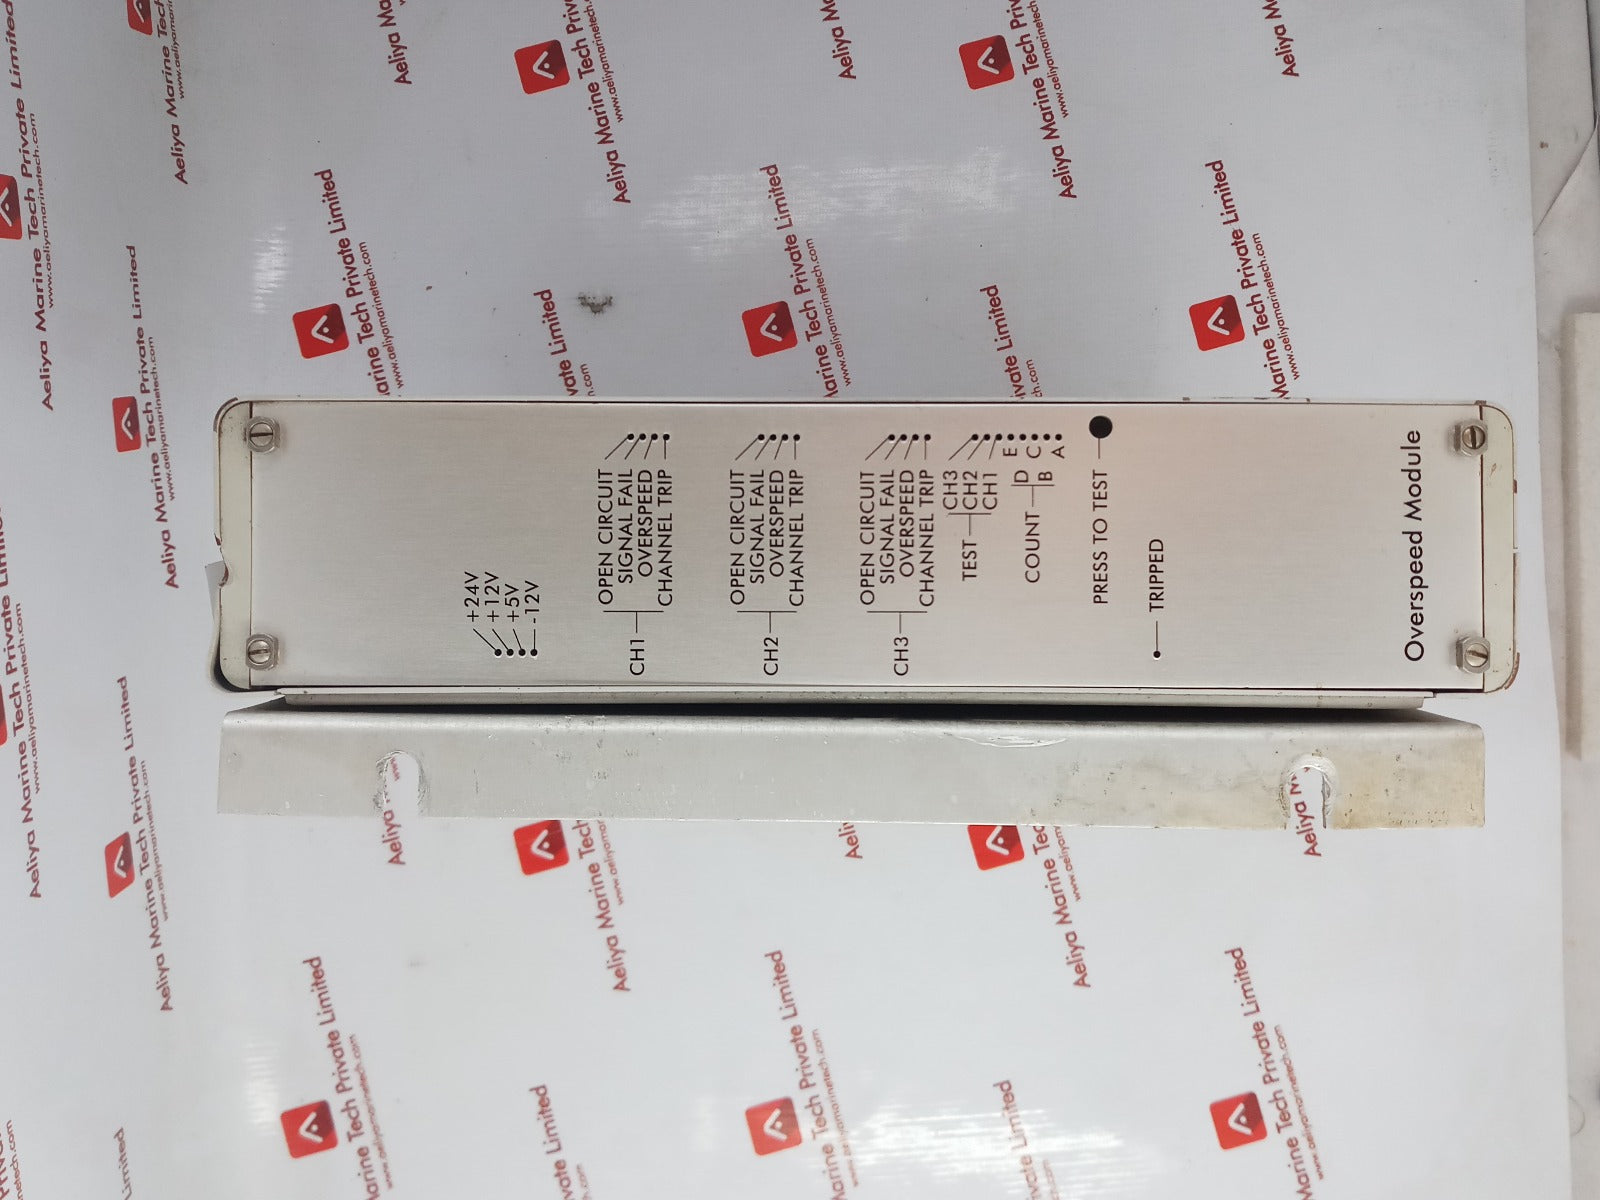 +24V
+12V
+5V
-12V
CH1
OPEN CIRCUIT
SIGNAL FAIL
OVERSPEED
CHANNEL TRIP
CH2
OPEN CIRCUIT
SIGNAL FAIL
OVERSPEED
CHANNEL TRIP
CH3
OPEN CIRCUIT
SIGNAL FAIL
OVERSPEED
CHANNEL TRIP
TEST
CH3
CH2
CH1
COUNT
E
D
C
B
A
PRESS TO TEST
TRIPPED
Overspeed Module
Aeliya Marine Tech Private Limited
www.aeliyamarinetech.com